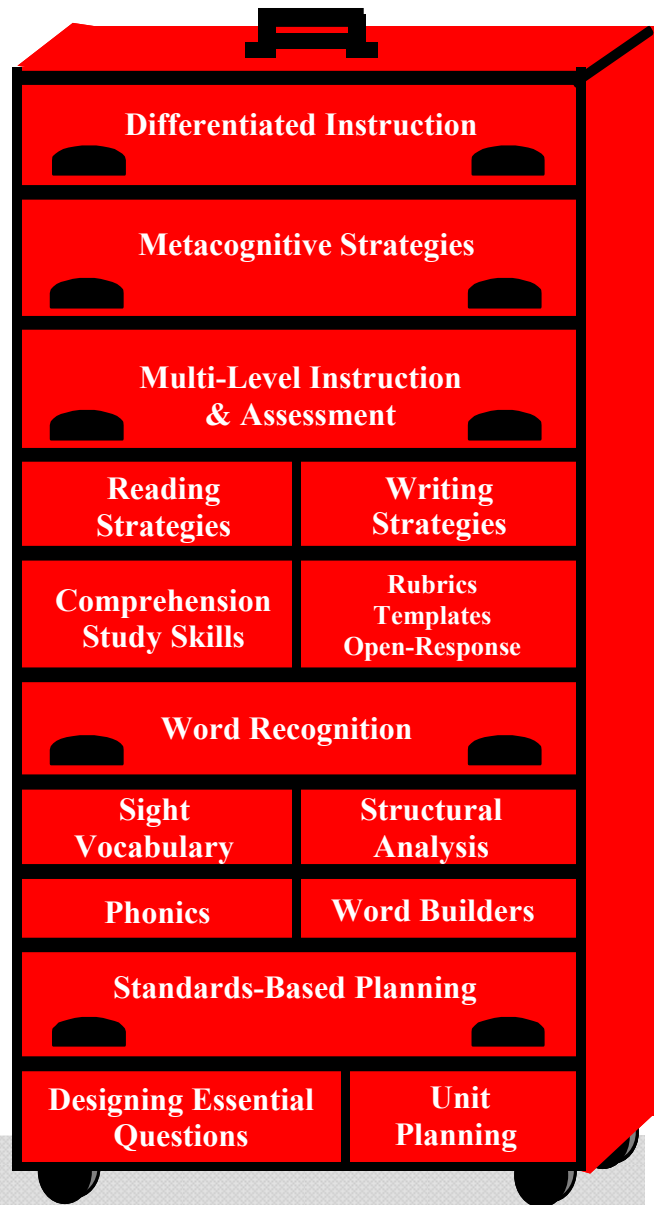 Differentiated Instruction
Metacognitive Strategies
Multi-Level Instruction
& Assessment
Reading
Strategies
Writing
Strategies
Comprehension
Study Skills
Rubrics
Templates
Open-Response
Word Recognition
Sight
Vocabulary
Structural
Analysis
Phonics
Word Builders
Standards-Based Planning
Designing Essential
Questions
Unit
Planning